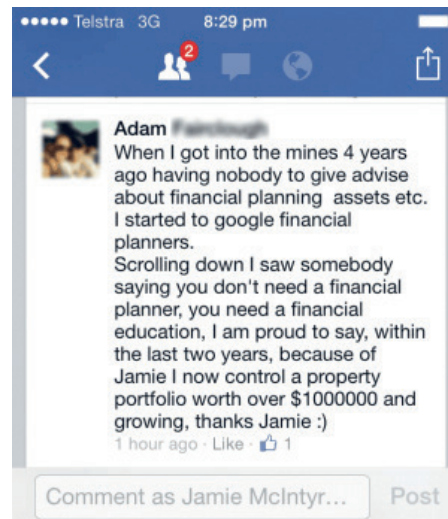 Telstra 3G 8:29 pm
2
Adam
When I got into the mines 4 years
ago having nobody to give advise
about financial planning assets etc.
I started to google financial
planners.
Scrolling down I saw somebody
saying you don't need a financial
planner, you need a financial
education, I am proud to say, within
the last two years, because of
Jamie I now control a property
portfolio worth over $1000000 and
growing, thanks Jamie :)
1 hour ago · Like · 1
Comment as Jamie McIntyr... Post